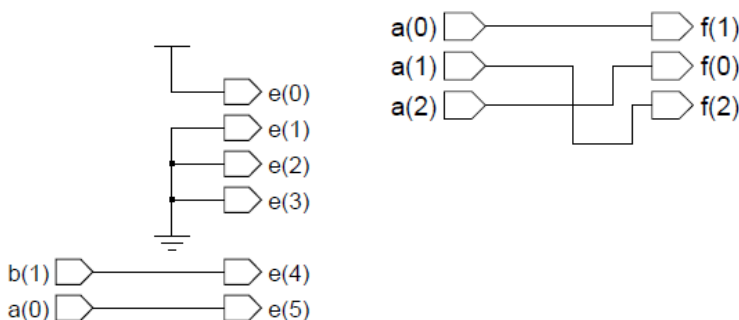 e(0)
e(1)
e(2)
e(3)
b(1) e(4)
a(0) e(5)
a(0) f(1)
a(1) f(0)
a(2) f(2)